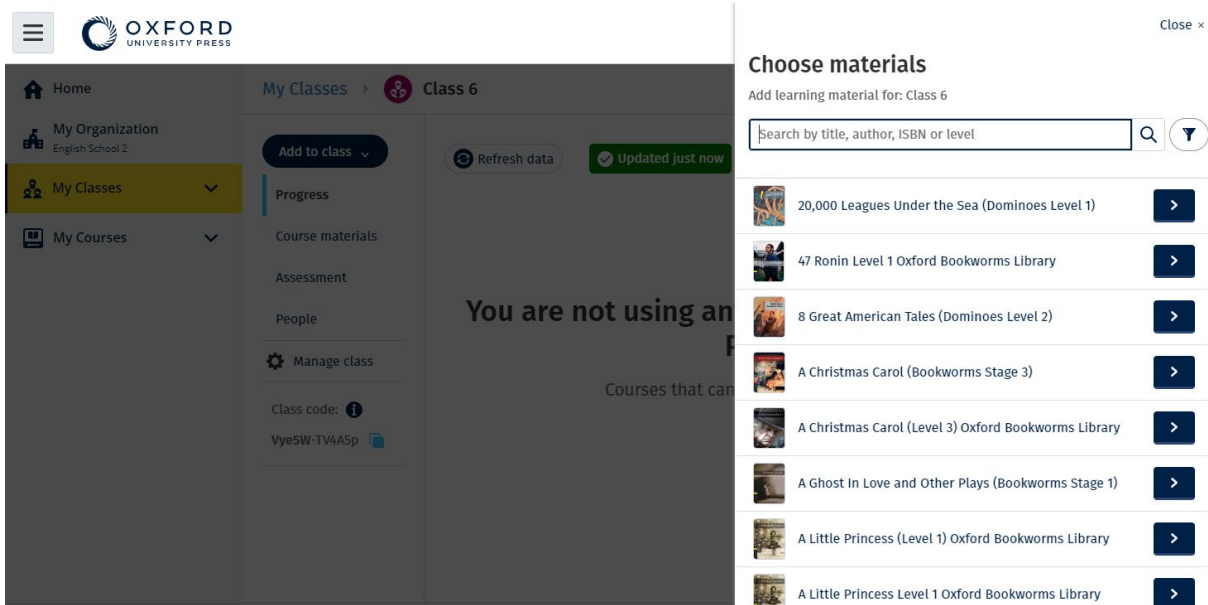 OXFORD
UNIVERSITY PRESS
Home
My Organization
English School 2
My Classes
My Courses
My Classes > Class 6
Add to class
Refresh data
Updated just now
Progress
Course materials
Assessment
People
Manage class
Class code:
Vye5W-TV4A5p
You are not using an
Courses that can
Close ×
Choose materials
Add learning material for: Class 6
Search by title, author, ISBN or level
20,000 Leagues Under the Sea (Dominoes Level 1)
47 Ronin Level 1 Oxford Bookworms Library
8 Great American Tales (Dominoes Level 2)
A Christmas Carol (Bookworms Stage 3)
A Christmas Carol (Level 3) Oxford Bookworms Library
A Ghost In Love and Other Plays (Bookworms Stage 1)
A Little Princess (Level 1) Oxford Bookworms Library
A Little Princess Level 1 Oxford Bookworms Library